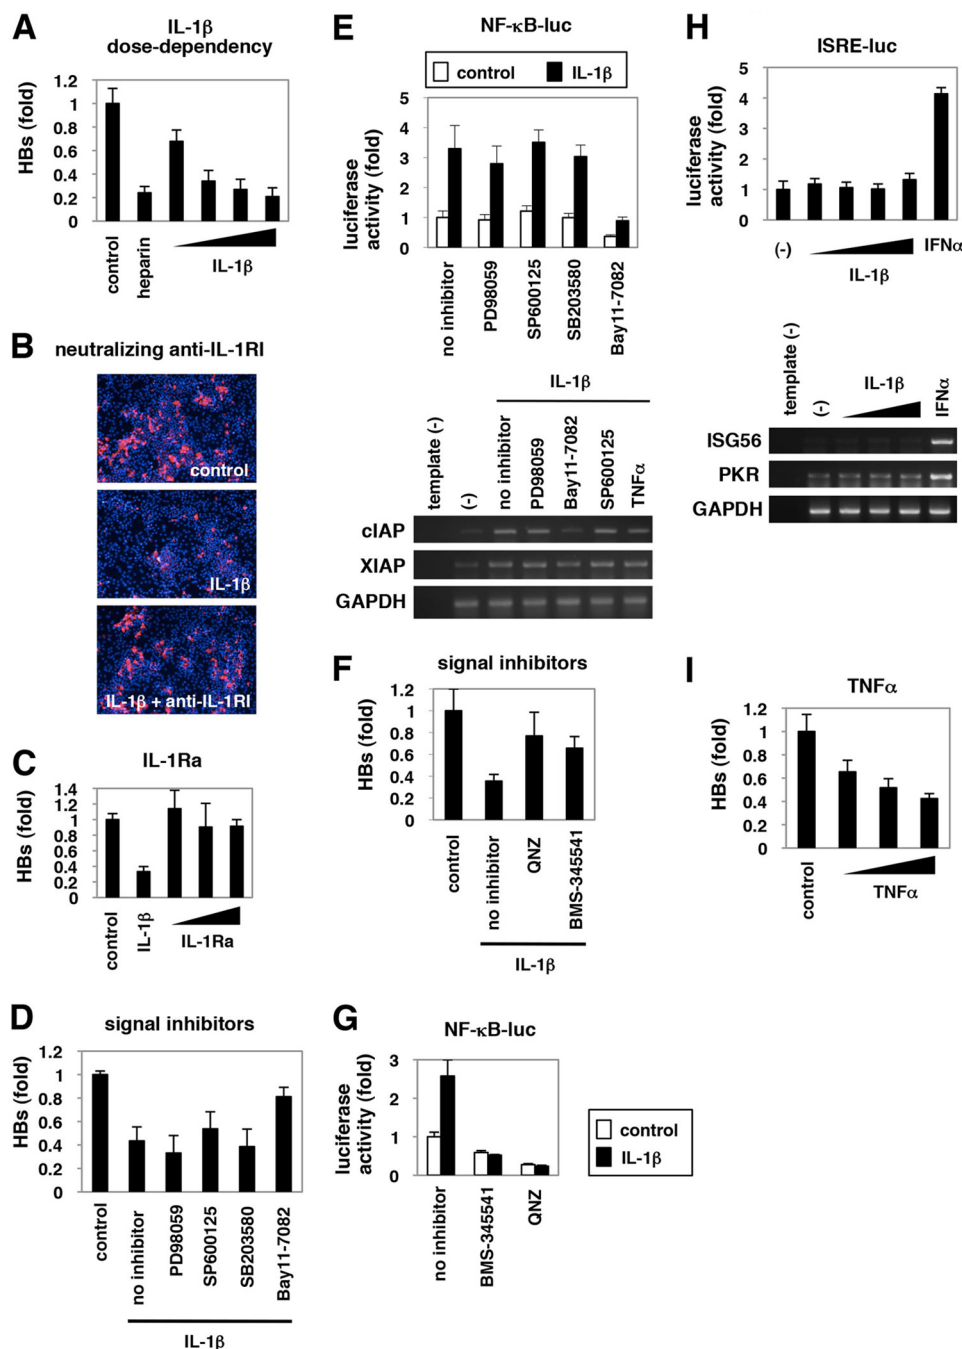 A
IL-1β
dose-dependency
HBs (fold)
1.2
1
0.8
0.6
0.4
0.2
0
control
heparin
IL-1β
B
neutralizing anti-IL-1RI
control
IL-1β
IL-1β + anti-IL-1RI
C
IL-1Ra
HBs (fold)
1.4
1.2
1
0.8
0.6
0.4
0.2
0
control
IL-1β
IL-1Ra
D
signal inhibitors
HBs (fold)
1.2
1
0.8
0.6
0.4
0.2
0
control
no inhibitor
PD98059
SP600125
SB203580
Bay11-7082
IL-1β
E
NF-κB-luc
control
IL-1β
luciferase
activity (fold)
5
4
3
2
1
0
no inhibitor
PD98059
SP600125
SB203580
Bay11-7082
IL-1β
template (-)
(-)
no inhibitor
PD98059
Bay11-7082
SP600125
TNFα
cIAP
XIAP
GAPDH
F
signal inhibitors
HBs (fold)
1.2
1
0.8
0.6
0.4
0.2
0
control
no inhibitor
QNZ
BMS-345541
IL-1β
G
NF-κB-luc
luciferase
activity (fold)
3
2
1
0
no inhibitor
BMS-345541
QNZ
control
IL-1β
H
ISRE-luc
luciferase
activity (fold)
5
4
3
2
1
0
(-)
IL-1β
IFNα
template (-)
(-)
IL-1β
IFNα
ISG56
PKR
GAPDH
I
TNFα
HBs (fold)
1.2
1
0.8
0.6
0.4
0.2
0
control
TNFα